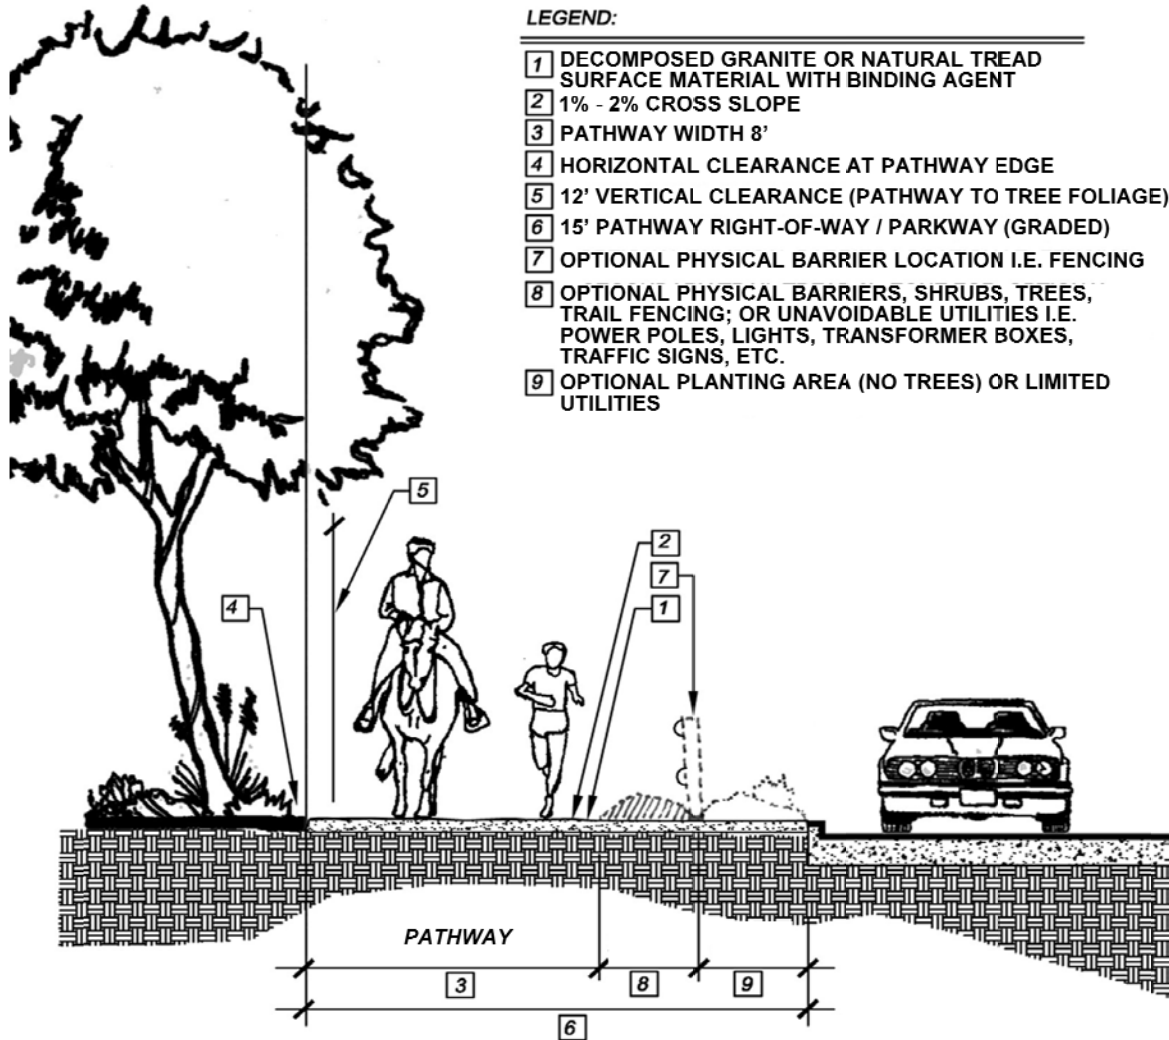 LEGEND:
1 DECOMPOSED GRANITE OR NATURAL TREAD
SURFACE MATERIAL WITH BINDING AGENT
2 1% - 2% CROSS SLOPE
3 PATHWAY WIDTH 8'
4 HORIZONTAL CLEARANCE AT PATHWAY EDGE
5 12' VERTICAL CLEARANCE (PATHWAY TO TREE FOLIAGE)
6 15' PATHWAY RIGHT-OF-WAY / PARKWAY (GRADED)
7 OPTIONAL PHYSICAL BARRIER LOCATION I.E. FENCING
8 OPTIONAL PHYSICAL BARRIERS, SHRUBS, TREES,
TRAIL FENCING; OR UNAVOIDABLE UTILITIES I.E.
POWER POLES, LIGHTS, TRANSFORMER BOXES,
TRAFFIC SIGNS, ETC.
9 OPTIONAL PLANTING AREA (NO TREES) OR LIMITED
UTILITIES
5
2
7
4
1
PATHWAY
3
8
9
6